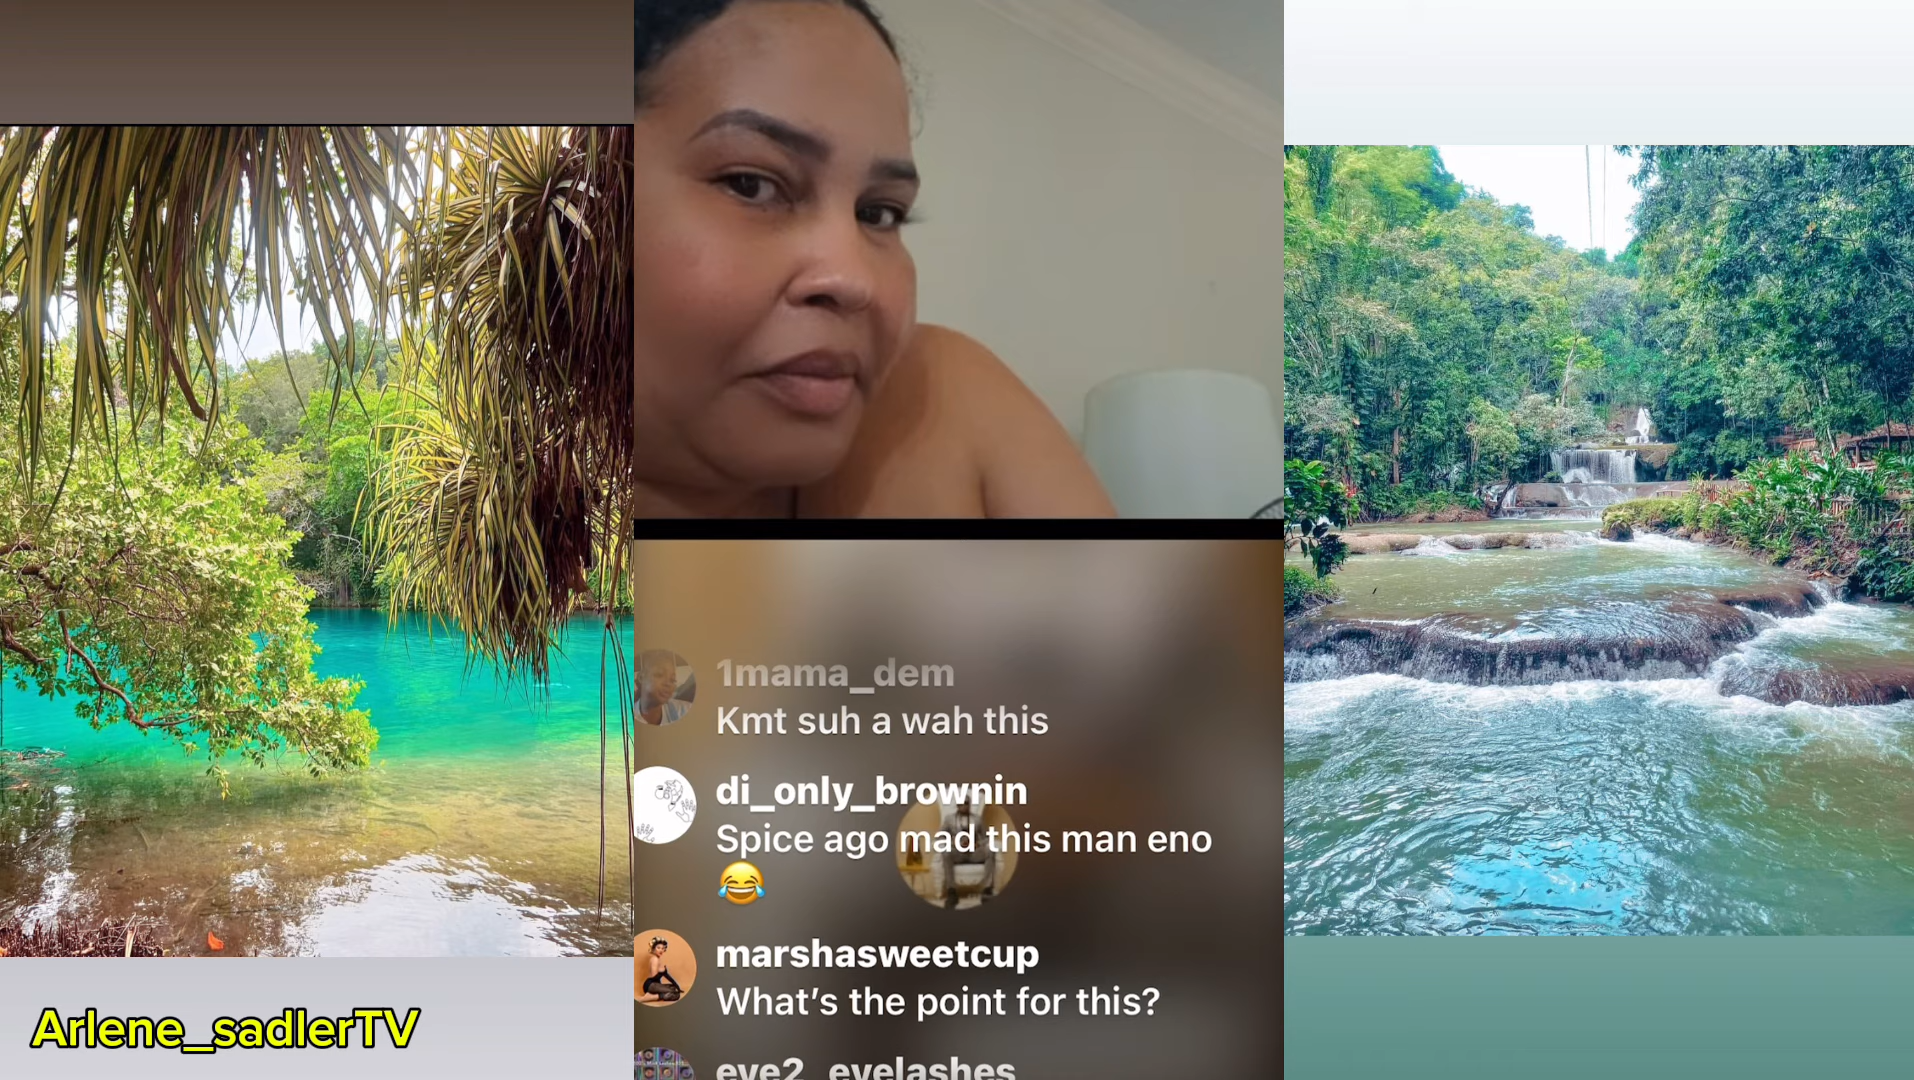 1mama_dem
Kmt suh a wah this
di_only_brownin
Spice ago mad this man eno
😂
marshasweetcup
What's the point for this?
eye2_eyelashes
Arlene_sadlerTV